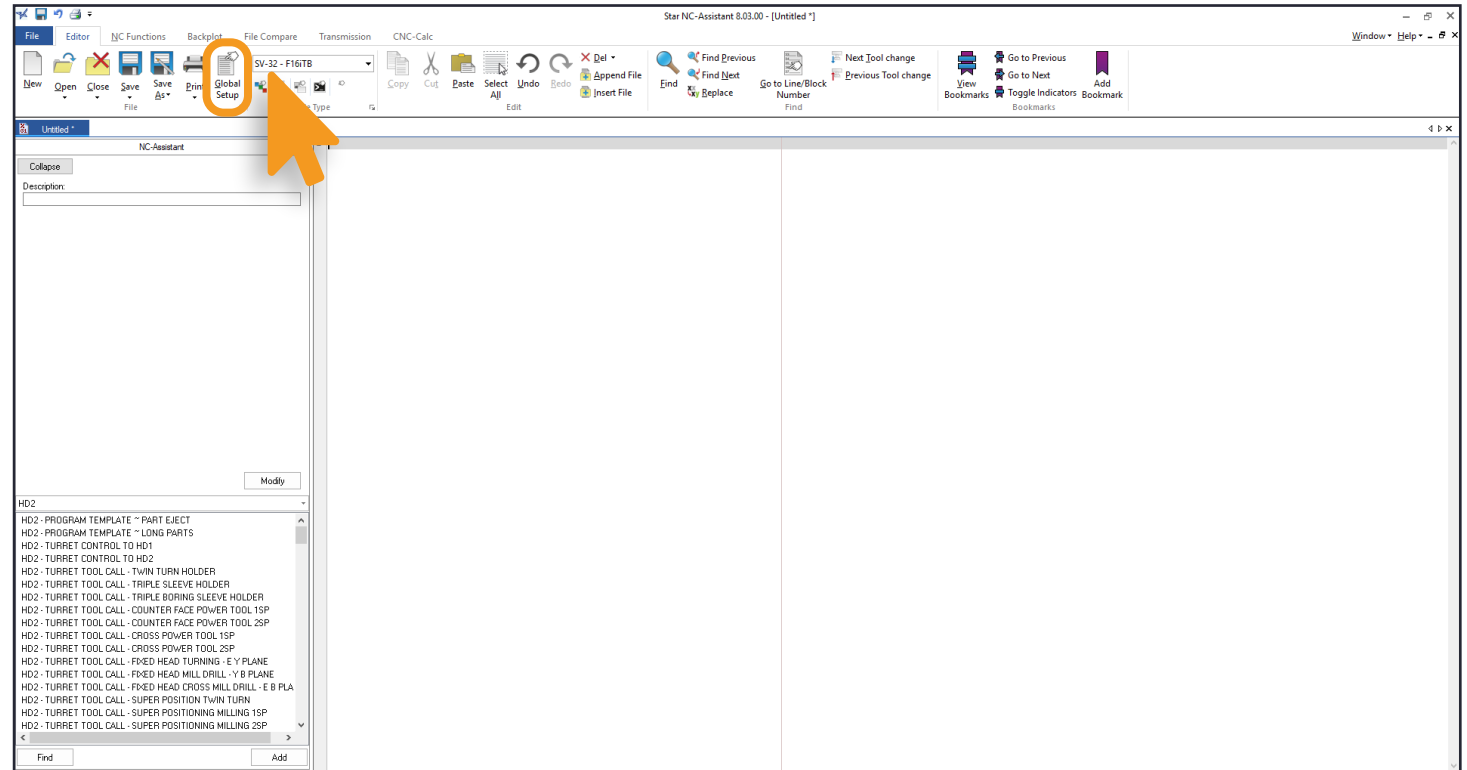 Star NC-Assistant 8.03.00 - [Untitled *]
File Editor NC Functions Backplot File Compare Transmission CNC-Calc
Window Help
New Open Close Save Save As Print Global Setup
SV-32 - F16iTB
File
Type
Copy Cut Paste Select All Undo Redo
Del
Append File
Insert File
Edit
Find
Find Previous
Find Next
Replace
Go to Line/Block Number
Next Tool change
Previous Tool change
Find
View Bookmarks
Go to Previous
Go to Next
Toggle Indicators
Add Bookmark
Bookmarks
Untitled *
NC-Assistant
Collapse
Description:
Modify
HD2
HD2 - PROGRAM TEMPLATE ~ PART EJECT
HD2 - PROGRAM TEMPLATE ~ LONG PARTS
HD2 - TURRET CONTROL TO HD1
HD2 - TURRET CONTROL TO HD2
HD2 - TURRET TOOL CALL - TWIN TURN HOLDER
HD2 - TURRET TOOL CALL - TRIPLE SLEEVE HOLDER
HD2 - TURRET TOOL CALL - TRIPLE BORING SLEEVE HOLDER
HD2 - TURRET TOOL CALL - COUNTER FACE POWER TOOL 1SP
HD2 - TURRET TOOL CALL - COUNTER FACE POWER TOOL 2SP
HD2 - TURRET TOOL CALL - CROSS POWER TOOL 1SP
HD2 - TURRET TOOL CALL - CROSS POWER TOOL 2SP
HD2 - TURRET TOOL CALL - FIXED HEAD TURNING - E Y PLANE
HD2 - TURRET TOOL CALL - FIXED HEAD MILL DRILL - Y B PLANE
HD2 - TURRET TOOL CALL - FIXED HEAD CROSS MILL DRILL - E B PLA
HD2 - TURRET TOOL CALL - SUPER POSITION TWIN TURN
HD2 - TURRET TOOL CALL - SUPER POSITIONING MILLING 1SP
HD2 - TURRET TOOL CALL - SUPER POSITIONING MILLING 2SP
Find Add